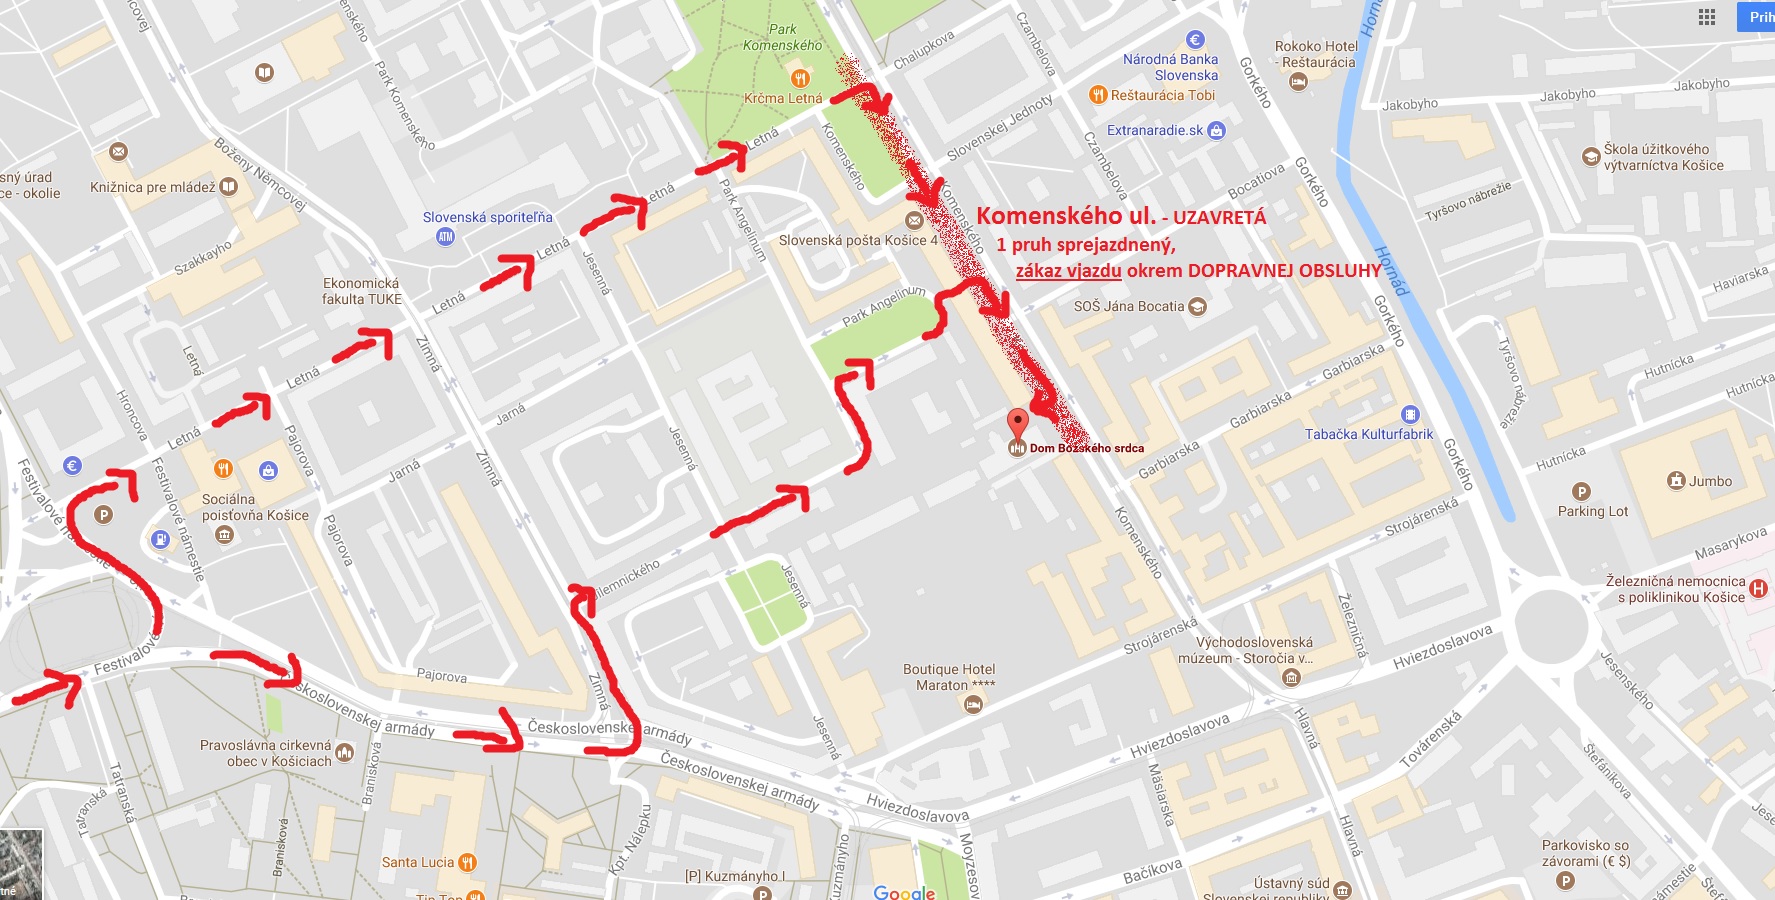 Park
Komenského
Chalupkova
Czambelova
Národná Banka
Slovenska
Rokoko Hotel
- Reštaurácia
Prih
Krčma Letná
Reštaurácia Tobi
Gorkého
Jakobyho
Jakobyho
Jakobyho
Park Komenského
Letná
Komenského
Slovenskej Jednoty
Extranaradie.sk
Czambelova
Škola úžitkového
výtvarníctva Košice
Boženy Němcovej
Knižnica pre mládež
sný úrad
ce - okolie
Letná
Park Angelinum
Komenského
Bocatiova
Gorkého
Tyršovo nábrežie
Slovenská sporiteľňa
ATM
Slovenská pošta Košice 4
Komenského ul. - UZAVRETÁ
1 pruh sprejazdnený,
zákaz vjazdu okrem DOPRAVNEJ OBSLUHY
Szakkayho
Letná
Jesenná
Hornád
Haviarska
Ekonomická
fakulta TUKE
Letná
Park Angelinum
SOŠ Jána Bocatia
Gorkého
Zimná
Letná
Letná
Garbiarska
Tyršovo nábrežie
Hutnícka
Hutnícka
Hroncova
Jarná
Garbiarska
Tabačka Kulturfabrik
Letná
Pajorova
Jarná
Zimná
Jesenná
Dom Božského srdca
Garbiarska
Gorkého
Hutnícka
Jumbo
Festivalové námestie
Sociálna
poisťovňa Košice
Pajorova
Komenského
Strojárenská
Parking Lot
Masarykova
Jilemnického
Jesenná
Železničná nemocnica
s poliklinikou Košice
Železničná
Festivalové
Pajorova
Zimná
Strojárenská
Východoslovenská
múzeum - Storočia v...
Hviezdoslavova
Jesenského
Boutique Hotel
Maraton ****
Československej armády
Československej armády
Jesenná
Hviezdoslavova
Hlavná
Továrenská
Pravoslávna cirkevná
obec v Košiciach
Braniskova
Československej armády
Hviezdoslavova
Mäsiarska
Štefánikova
Tatranská
Tatranská
Branisková
Kpt. Nálepku
Kuzmányho
Moyzesov
Hlavná
Santa Lucia
[P] Kuzmányho I
Bačíkova
Parkovisko so
závorami (€ $)
Tip Top
Google
Ústavný súd
Slovenskej republiky
námestie